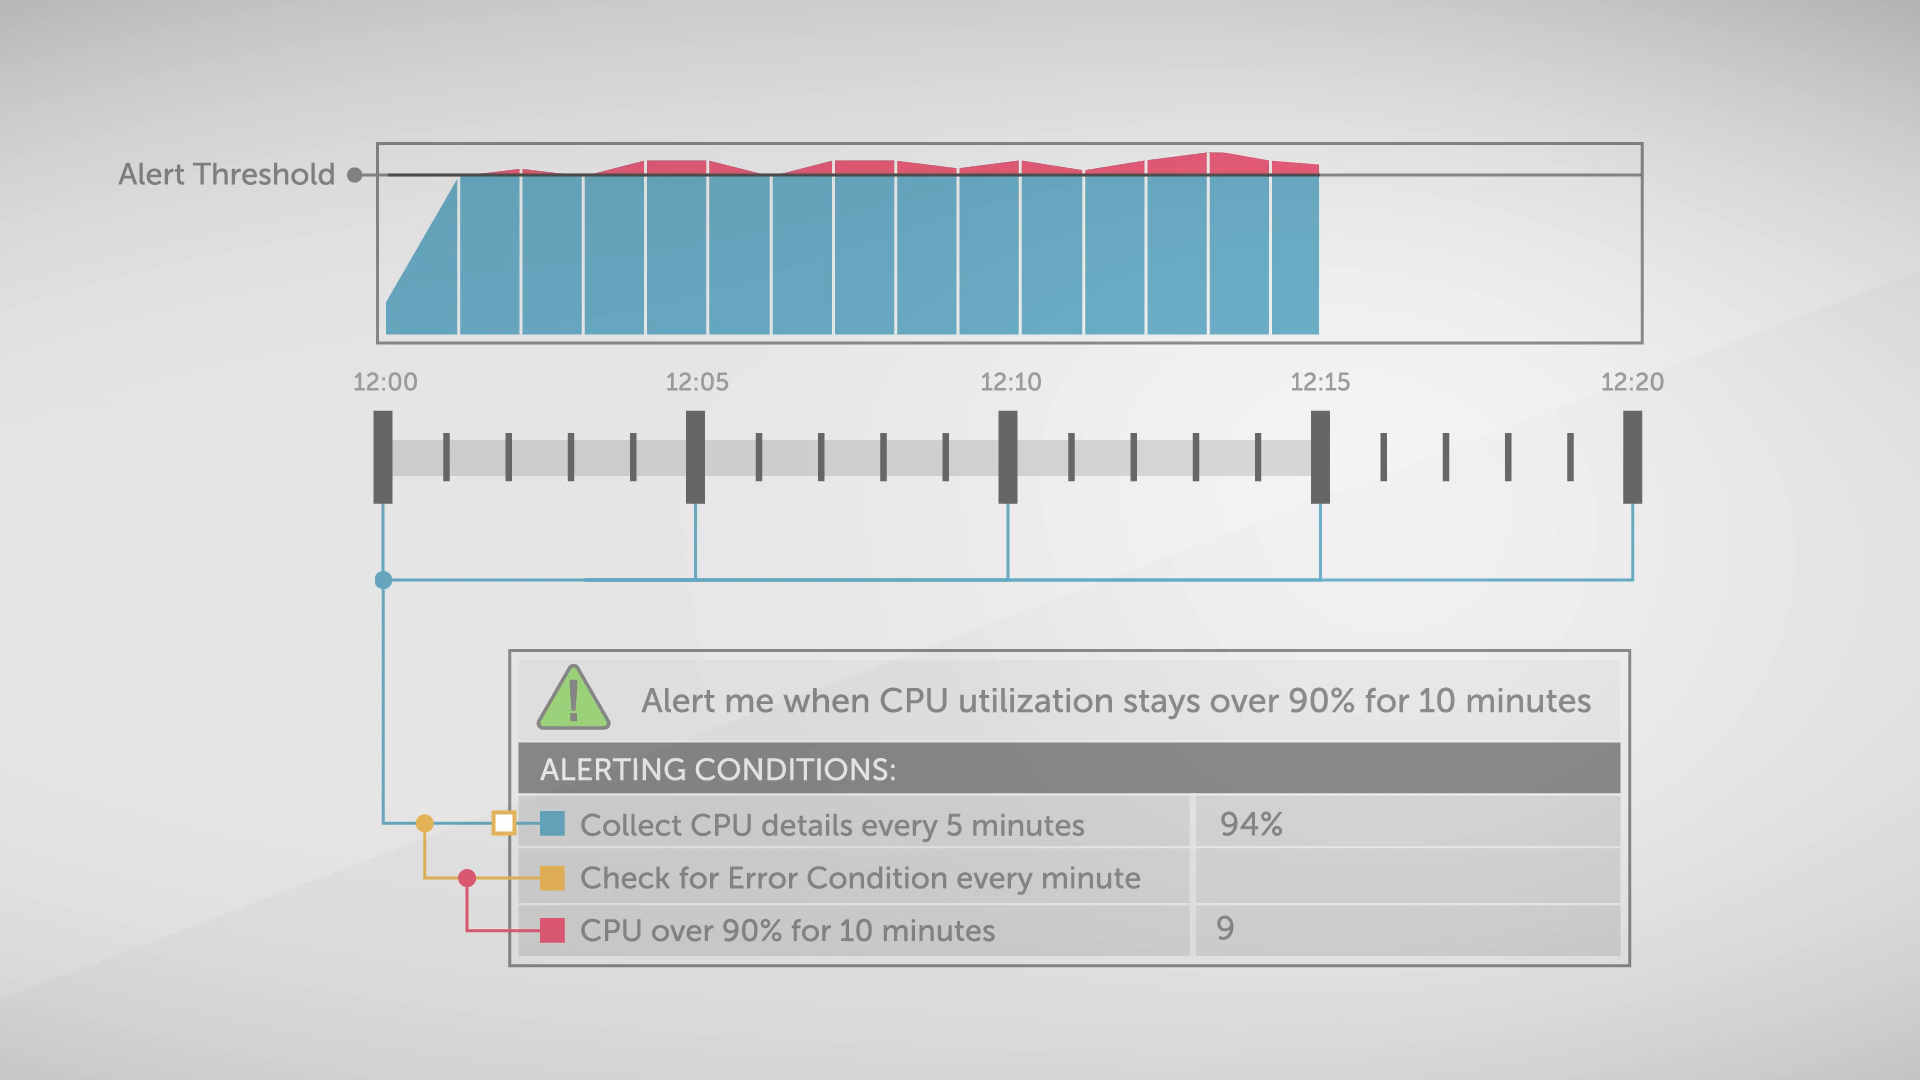 Alert Threshold
12:00 12:05 12:10 12:15 12:20
! Alert me when CPU utilization stays over 90% for 10 minutes
ALERTING CONDITIONS:
Collect CPU details every 5 minutes 94%
Check for Error Condition every minute
CPU over 90% for 10 minutes 9